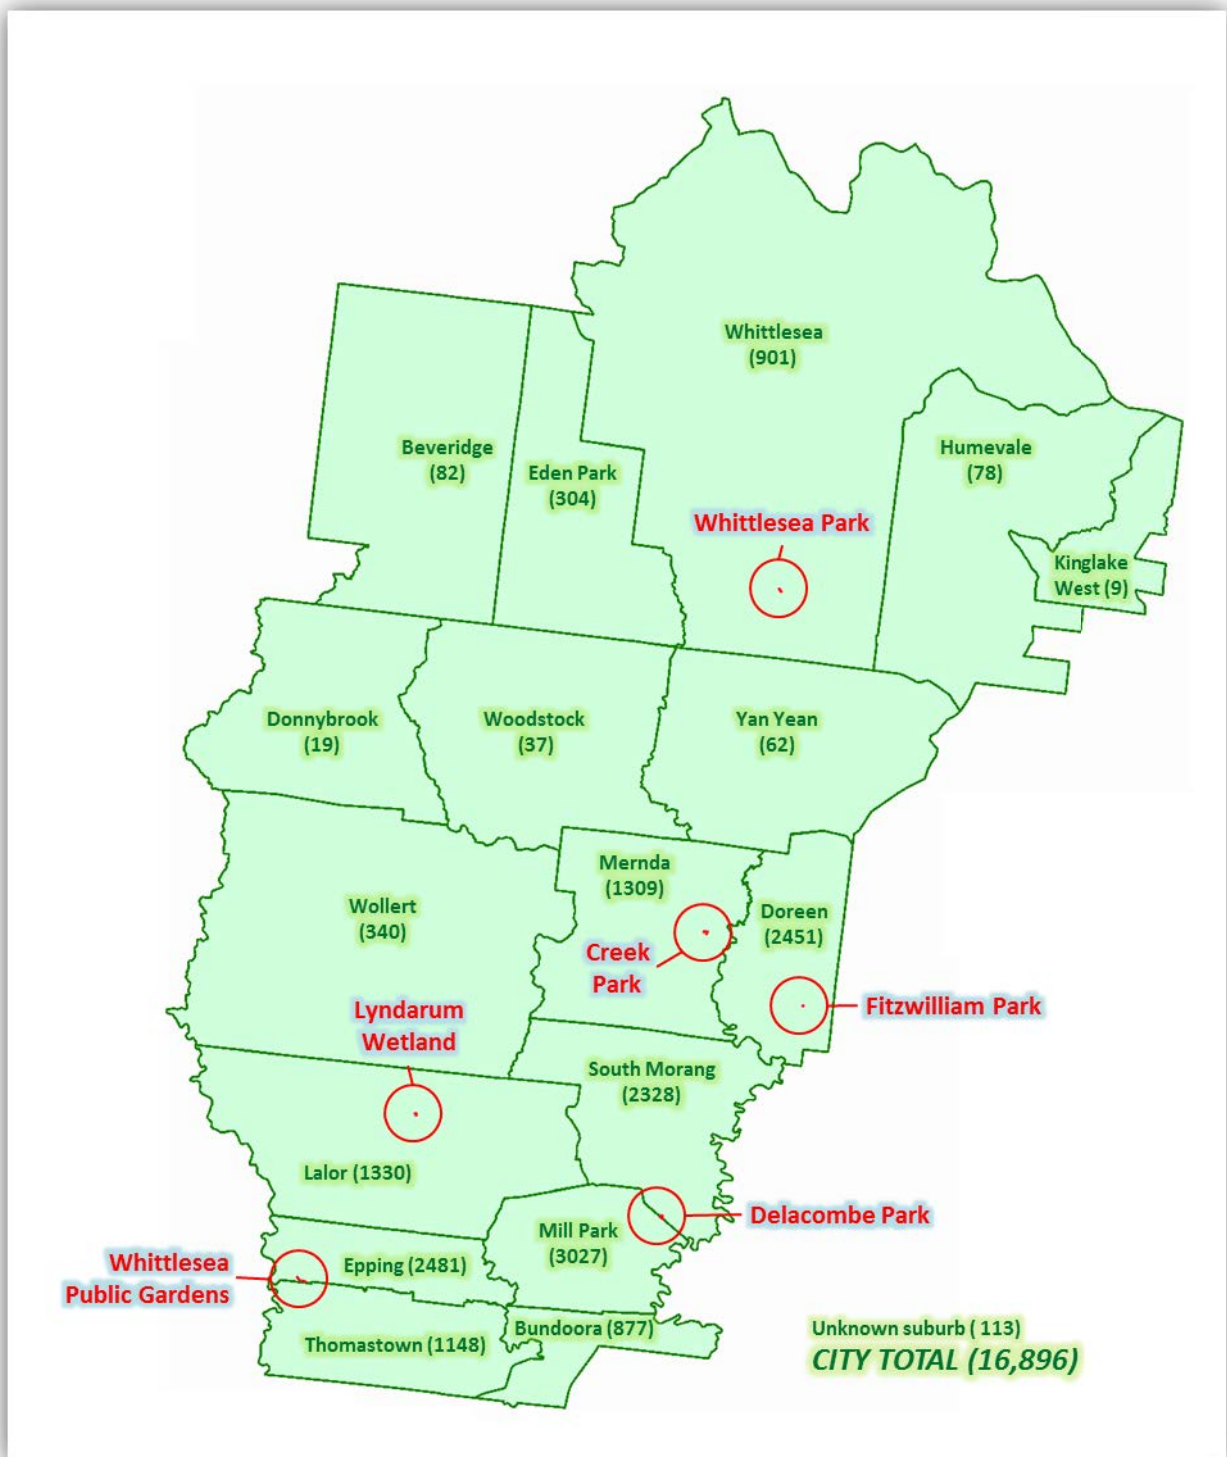 Whittlesea
(901)
Beveridge
(82)
Eden Park
(304)
Humevale
(78)
Whittlesea Park
Kinglake
West (9)
Donnybrook
(19)
Woodstock
(37)
Yan Yean
(62)
Mernda
(1309)
Wollert
(340)
Doreen
(2451)
Creek
Park
Fitzwilliam Park
Lyndarum
Wetland
South Morang
(2328)
Lalor (1330)
Delacombe Park
Mill Park
(3027)
Whittlesea
Public Gardens
Epping (2481)
Bundoora (877)
Thomastown (1148)
Unknown suburb ( 113)
CITY TOTAL (16,896)